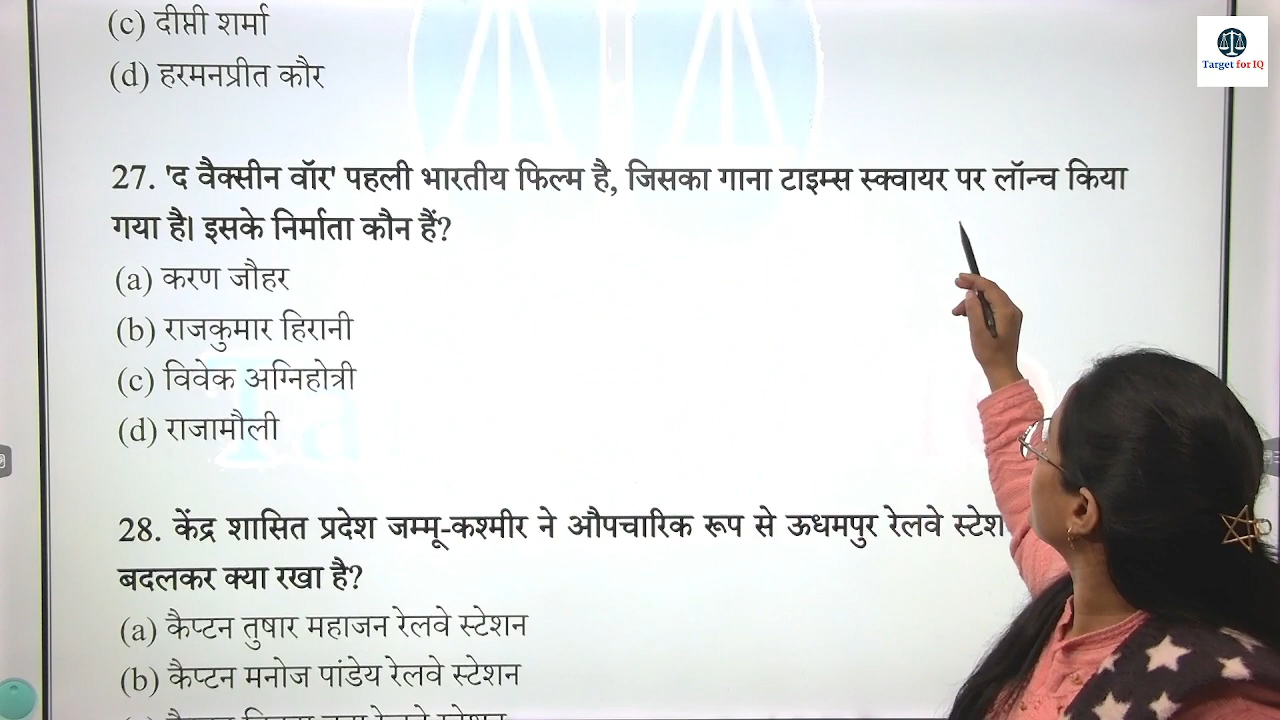 (c) दीप्ती शर्मा
(d) हरमनप्रीत कौर
Target for IQ
27. 'द वैक्सीन वॉर' पहली भारतीय फिल्म है, जिसका गाना टाइम्स स्क्वायर पर लॉन्च किया
गया है। इसके निर्माता कौन हैं?
(a) करण जौहर
(b) राजकुमार हिरानी
(c) विवेक अग्निहोत्री
(d) राजामौली
28. केंद्र शासित प्रदेश जम्मू-कश्मीर ने औपचारिक रूप से ऊधमपुर रेलवे
बदलकर क्या रखा है?
(a) कैप्टन तुषार महाजन रेलवे स्टेशन
(b) कैप्टन मनोज पांडेय रेलवे स्टेशन